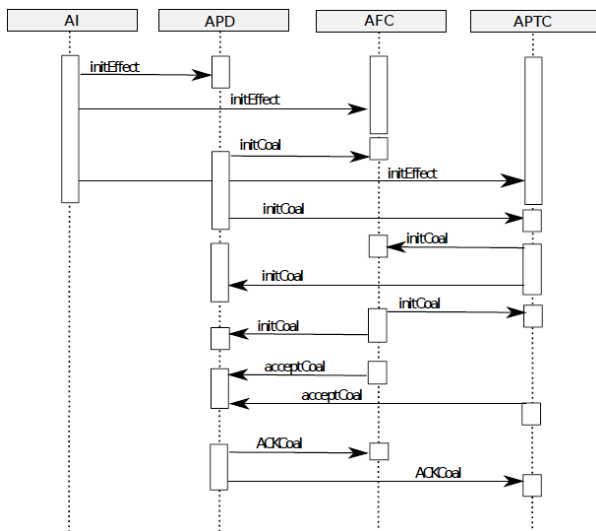 AI APD AFC APTC
initEffect
initEffect
initCoal
initEffect
initCoal
initCoal
initCoal
initCoal
initCoal
acceptCoal
acceptCoal
ACKCoal
ACKCoal